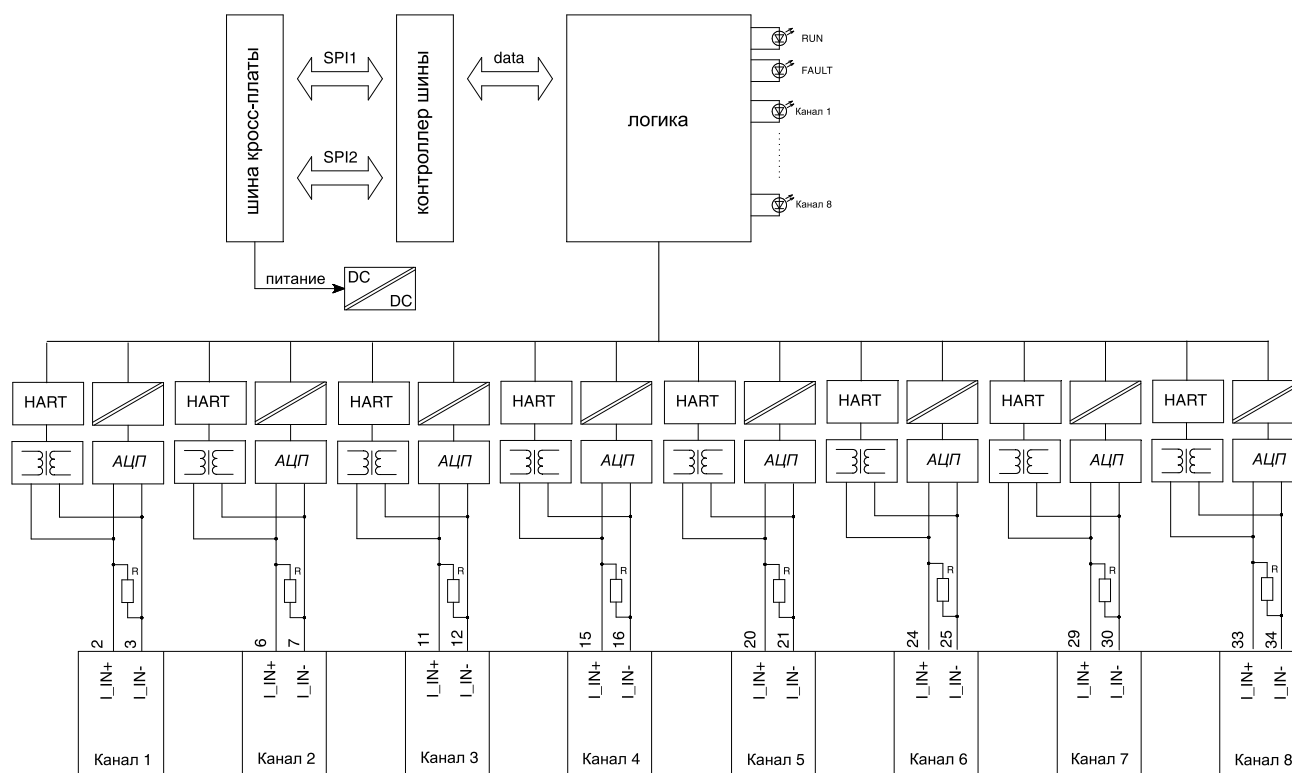 шина кросс-платы
SPI1
SPI2
контроллер шины
data
логика
RUN
FAULT
Канал 1
Канал 8
питание
DC
DC
HART
HART
HART
HART
HART
HART
HART
HART
АЦП
АЦП
АЦП
АЦП
АЦП
АЦП
АЦП
АЦП
R
R
R
R
R
R
R
R
2
3
6
7
11
12
15
16
20
21
24
25
29
30
33
34
I_IN+
I_IN-
I_IN+
I_IN-
I_IN+
I_IN-
I_IN+
I_IN-
I_IN+
I_IN-
I_IN+
I_IN-
I_IN+
I_IN-
I_IN+
I_IN-
Канал 1
Канал 2
Канал 3
Канал 4
Канал 5
Канал 6
Канал 7
Канал 8